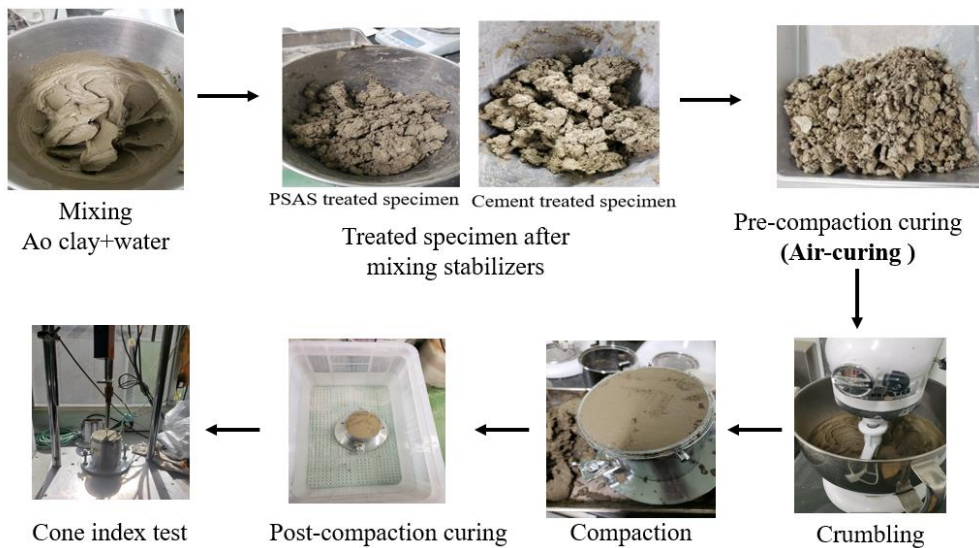 Mixing
Ao clay+water
PSAS treated specimen
Cement treated specimen
Treated specimen after
mixing stabilizers
Pre-compaction curing
(Air-curing )
Cone index test
Post-compaction curing
Compaction
Crumbling